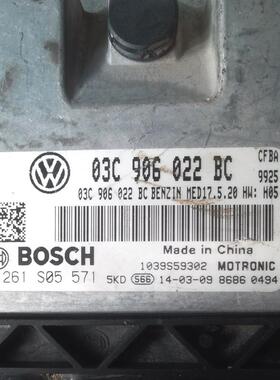 03C 906 022 BC
CFBA
9925
03C 906 022 BC BENZIN MED17.5.20 HW: H05
BOSCH
Made in China
1039S59302 MOTRONIC
261 S05 571
5KD S66 14-03-09 8686 0494